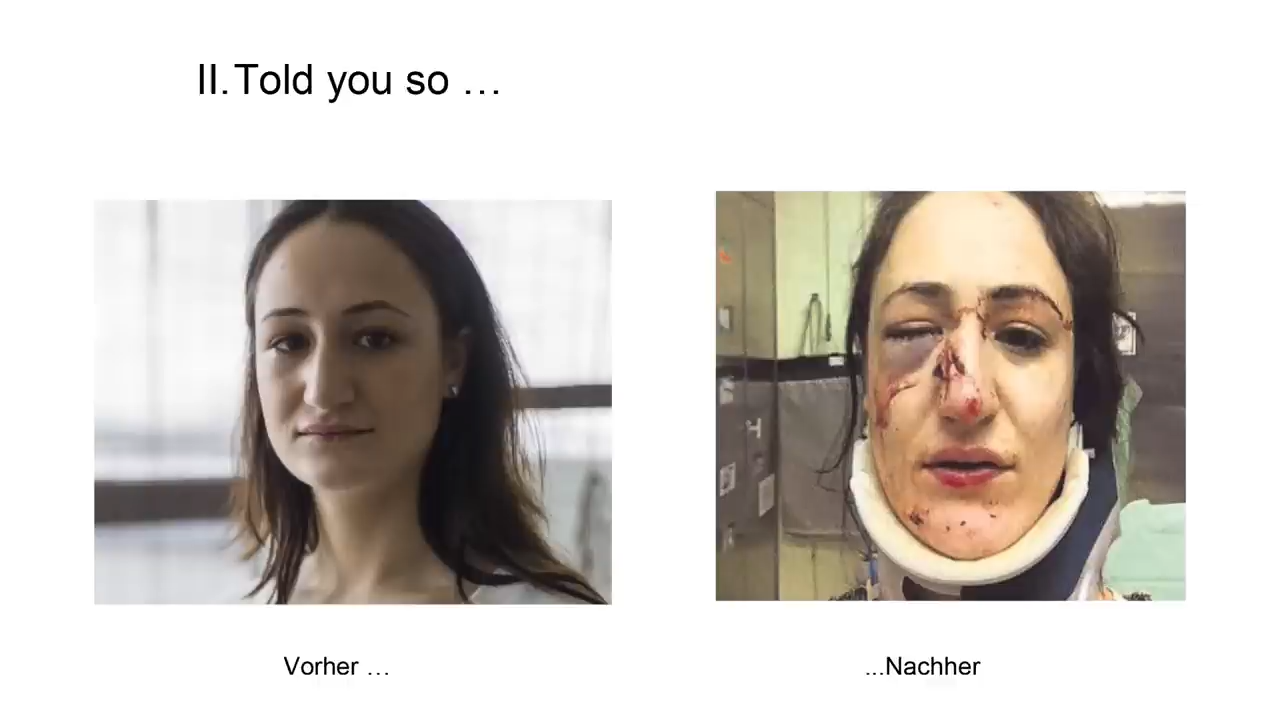 II. Told you so …
Vorher …
...Nachher